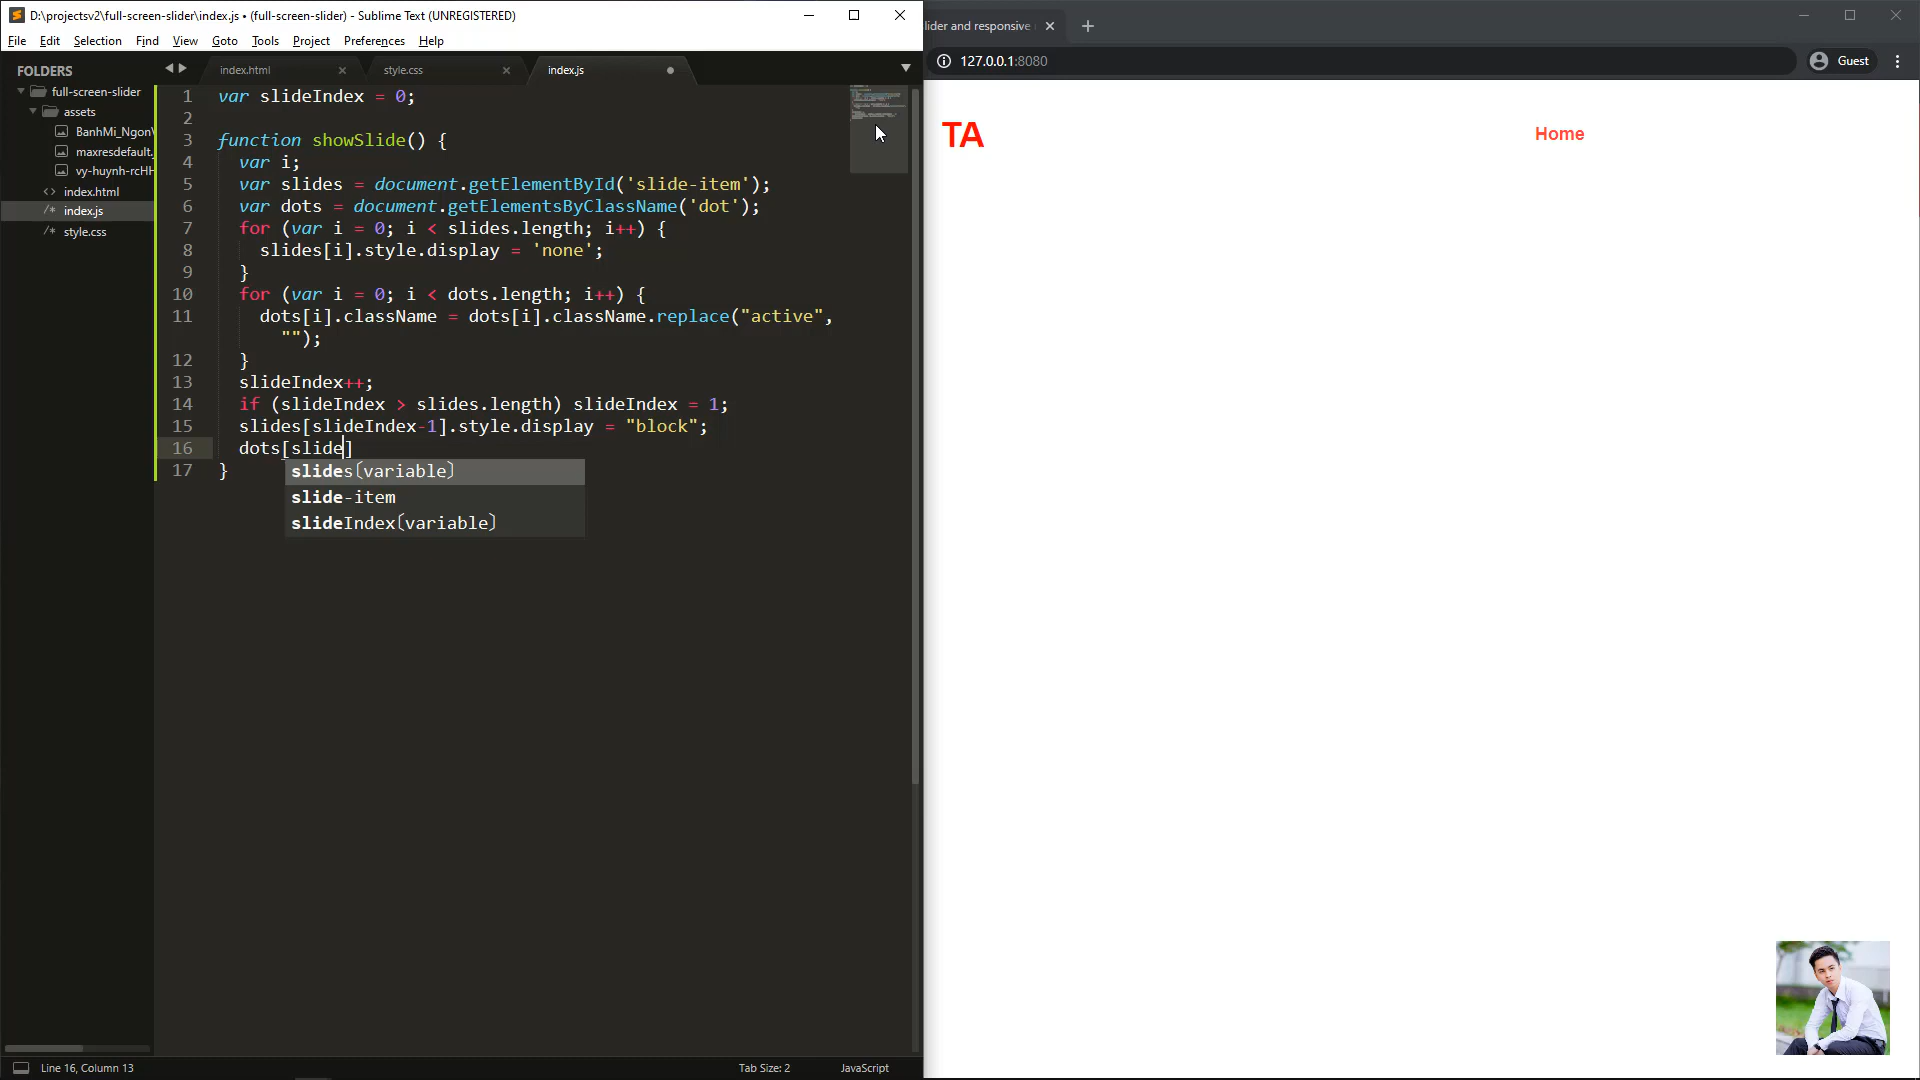 D:\projectsv2\full-screen-slider\index.js • (full-screen-slider) - Sublime Text (UNREGISTERED)
File Edit Selection Find View Goto Tools Project Preferences Help
FOLDERS
full-screen-slider
assets
BanhMi_Ngon
maxresdefault.
vy-huynh-rcHH
index.html
index.js
style.css
index.html
style.css
index.js
1 var slideIndex = 0;
2
3 function showSlide() {
4 var i;
5 var slides = document.getElementById('slide-item');
6 var dots = document.getElementsByClassName('dot');
7 for (var i = 0; i < slides.length; i++) {
8 slides[i].style.display = 'none';
9 }
10 for (var i = 0; i < dots.length; i++) {
11 dots[i].className = dots[i].className.replace("active",
"");
12 }
13 slideIndex++;
14 if (slideIndex > slides.length) slideIndex = 1;
15 slides[slideIndex-1].style.display = "block";
16 dots[slide]
17 }
slides(variable)
slide-item
slideIndex(variable)
Line 16, Column 13
Tab Size: 2
JavaScript
lider and responsive
127.0.0.1:8080
Guest
TA
Home